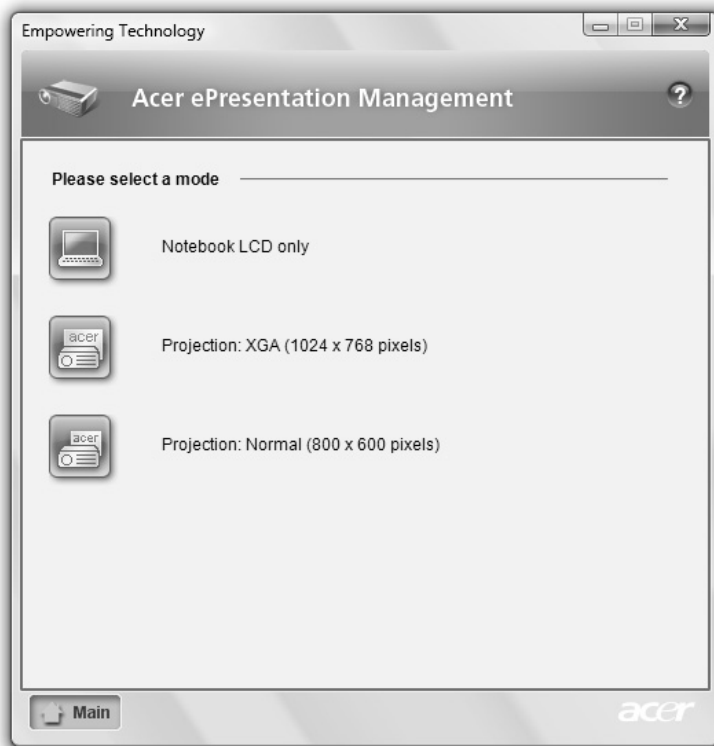 Empowering Technology
Acer ePresentation Management
?
Please select a mode
Notebook LCD only
acer
Projection: XGA (1024 x 768 pixels)
acer
Projection: Normal (800 x 600 pixels)
Main
acer